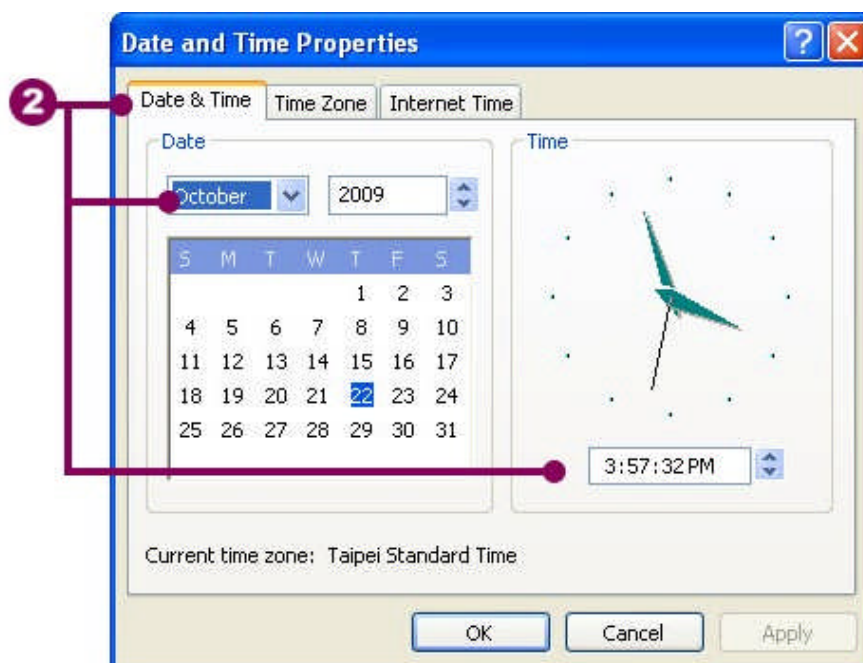 Date and Time Properties
2
Date & Time Time Zone Internet Time
Date
Time
October 2009
S M T W T F S
1 2 3
4 5 6 7 8 9 10
11 12 13 14 15 16 17
18 19 20 21 22 23 24
25 26 27 28 29 30 31
3:57:32 PM
Current time zone: Taipei Standard Time
OK Cancel Apply